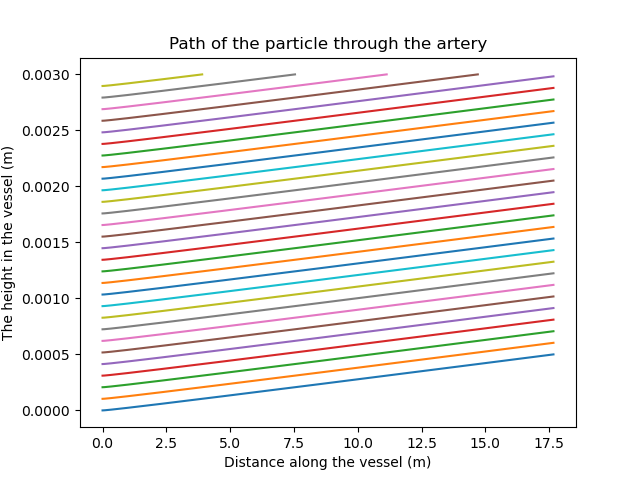 Path of the particle through the artery
The height in the vessel (m)
0.0030
0.0025
0.0020
0.0015
0.0010
0.0005
0.0000
0.0 2.5 5.0 7.5 10.0 12.5 15.0 17.5
Distance along the vessel (m)